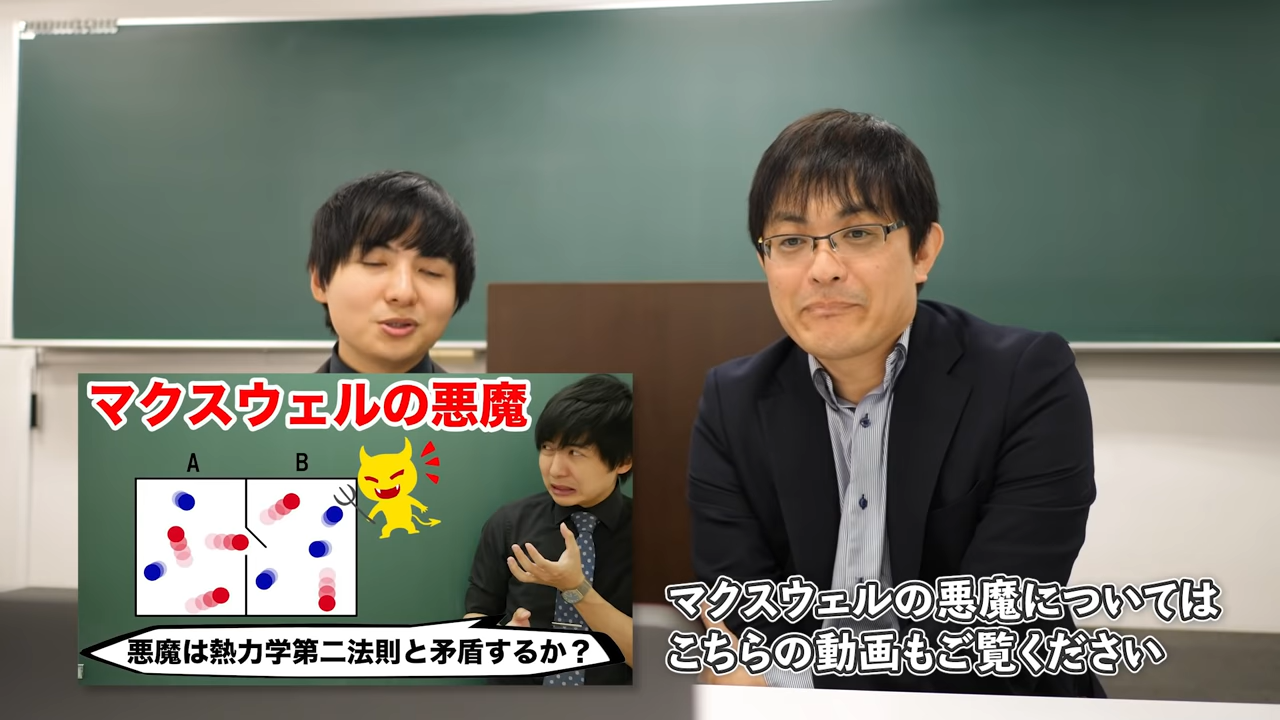 マクスウェルの悪魔
A B
悪魔は熱力学第二法則と矛盾するか？
マクスウェルの悪魔については
こちらの動画もご覧ください